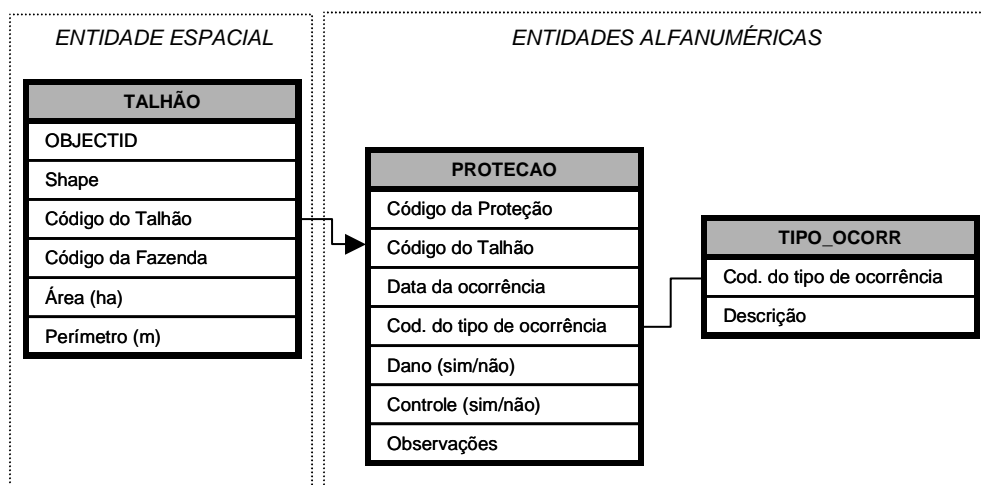 ENTIDADE ESPACIAL
ENTIDADES ALFANUMÉRICAS
TALHÃO
OBJECTID
Shape
Código do Talhão
Código da Fazenda
Área (ha)
Perímetro (m)
PROTECAO
Código da Proteção
Código do Talhão
Data da ocorrência
Cod. do tipo de ocorrência
Dano (sim/não)
Controle (sim/não)
Observações
TIPO_OCORR
Cod. do tipo de ocorrência
Descrição